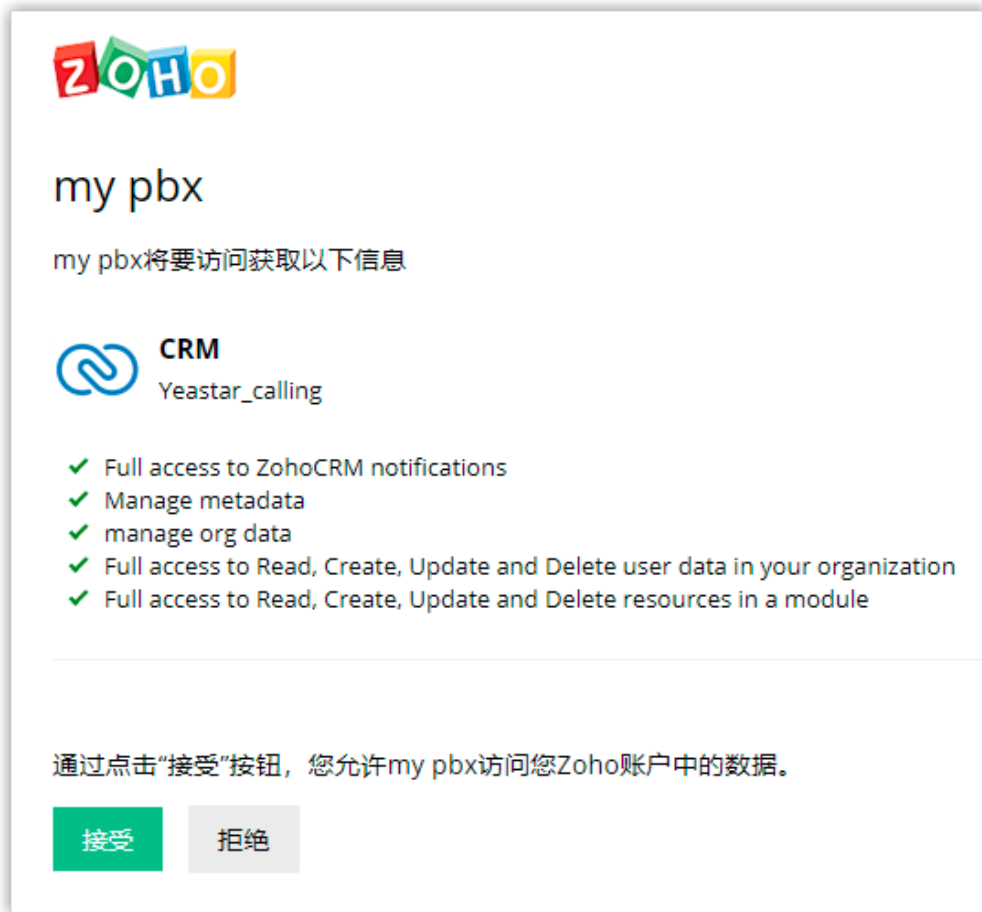 ZOHO
my pbx
my pbx将要访问获取以下信息
CRM
Yeastar_calling
Full access to ZohoCRM notifications
Manage metadata
manage org data
Full access to Read, Create, Update and Delete user data in your organization
Full access to Read, Create, Update and Delete resources in a module
通过点击“接受”按钮，您允许my pbx访问您Zoho账户中的数据。
接受
拒绝